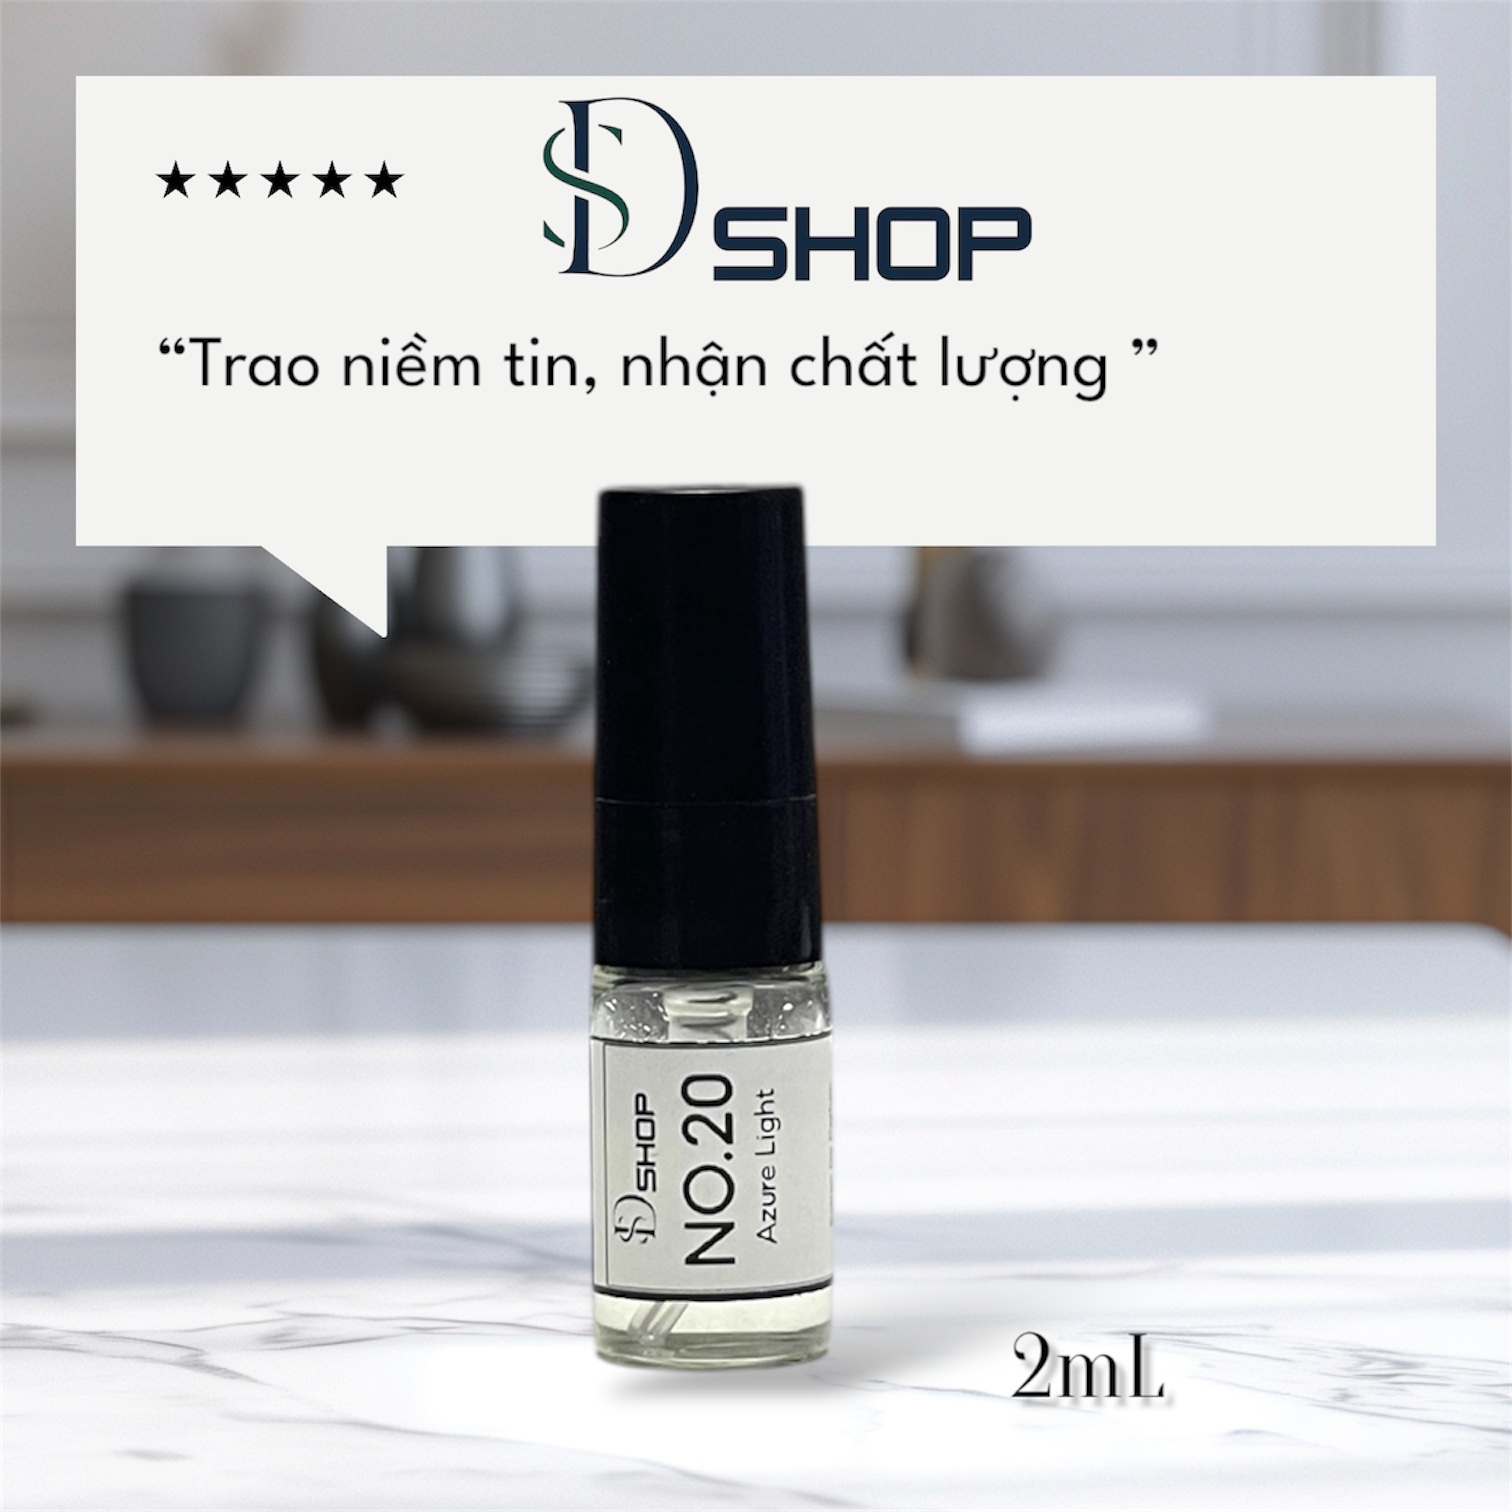 ★★★★★
SD SHOP
“Trao niềm tin, nhận chất lượng ”
SD SHOP
NO.20
Azure Light
2mL